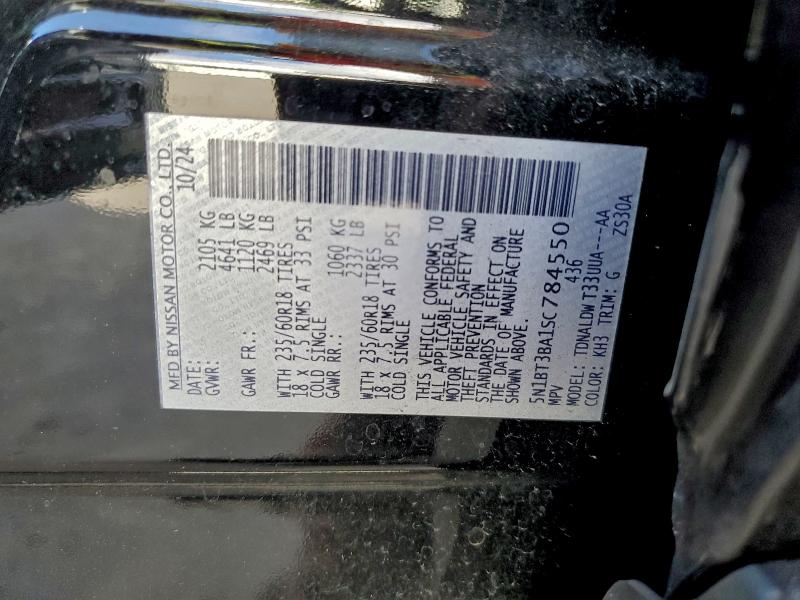 MFD BY NISSAN MOTOR CO., LTD.
DATE: 10/24
GVWR: 2105 KG
4641 LB
GAWR FR.: 1120 KG
2469 LB
WITH 235/60R18 TIRES
18 X 7.5 RIMS AT 33 PSI
COLD SINGLE
GAWR RR.: 1060 KG
2337 LB
WITH 235/60R18 TIRES
18 X 7.5 RIMS AT 30 PSI
COLD SINGLE
THIS VEHICLE CONFORMS TO
ALL APPLICABLE FEDERAL
MOTOR VEHICLE SAFETY AND
THEFT PREVENTION
STANDARDS IN EFFECT ON
THE DATE OF MANUFACTURE
SHOWN ABOVE.
5N1BT3BA1SC784550
MPV 436
MODEL: TDNALDWT33UUA----AA
COLOR: KH3 TRIM: G ZS30A